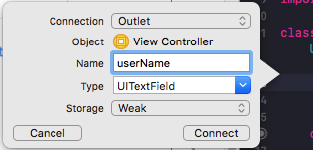 Connection Outlet
Object View Controller
Name userName
Type UITextField
Storage Weak
Cancel Connect
impo
clas